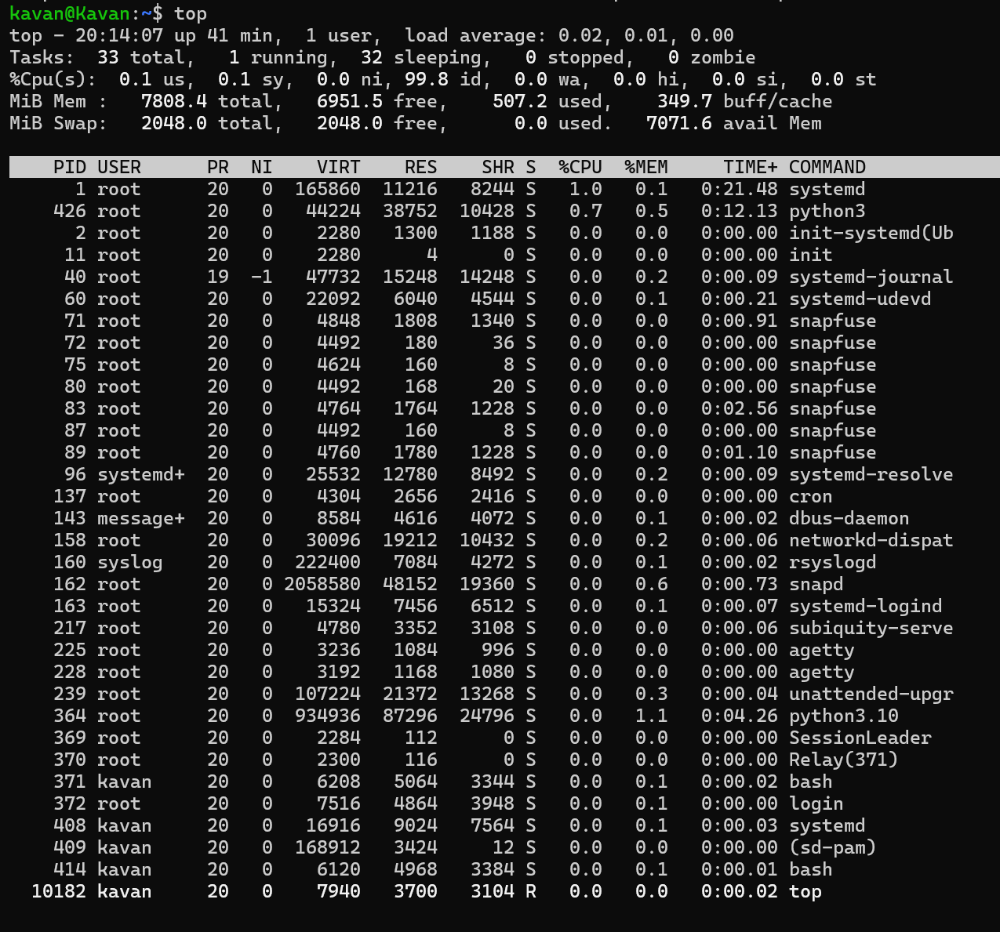 kavan@Kavan:~$ top
top - 20:14:07 up 41 min,  1 user,  load average: 0.02, 0.01, 0.00
Tasks:  33 total,   1 running,  32 sleeping,   0 stopped,   0 zombie
%Cpu(s):  0.1 us,  0.1 sy,  0.0 ni, 99.8 id,  0.0 wa,  0.0 hi,  0.0 si,  0.0 st
MiB Mem :   7808.4 total,   6951.5 free,    507.2 used,    349.7 buff/cache
MiB Swap:   2048.0 total,   2048.0 free,      0.0 used.   7071.6 avail Mem
    PID USER      PR  NI    VIRT    RES    SHR S  %CPU  %MEM     TIME+ COMMAND
      1 root      20   0  165860  11216   8244 S   1.0   0.1   0:21.48 systemd
    426 root      20   0   44224  38752  10428 S   0.7   0.5   0:12.13 python3
      2 root      20   0    2280   1300   1188 S   0.0   0.0   0:00.00 init-systemd(Ub
     11 root      20   0    2280      4      0 S   0.0   0.0   0:00.00 init
     40 root      19  -1   47732  15248  14248 S   0.0   0.2   0:00.09 systemd-journal
     60 root      20   0   22092   6040   4544 S   0.0   0.1   0:00.21 systemd-udevd
     71 root      20   0    4848   1808   1340 S   0.0   0.0   0:00.91 snapfuse
     72 root      20   0    4492    180     36 S   0.0   0.0   0:00.00 snapfuse
     75 root      20   0    4624    160      8 S   0.0   0.0   0:00.00 snapfuse
     80 root      20   0    4492    168     20 S   0.0   0.0   0:00.00 snapfuse
     83 root      20   0    4764   1764   1228 S   0.0   0.0   0:02.56 snapfuse
     87 root      20   0    4492    160      8 S   0.0   0.0   0:00.00 snapfuse
     89 root      20   0    4760   1780   1228 S   0.0   0.0   0:01.10 snapfuse
     96 systemd+  20   0   25532  12780   8492 S   0.0   0.2   0:00.09 systemd-resolve
    137 root      20   0    4304   2656   2416 S   0.0   0.0   0:00.00 cron
    143 message+  20   0    8584   4616   4072 S   0.0   0.1   0:00.02 dbus-daemon
    158 root      20   0   30096  19212  10432 S   0.0   0.2   0:00.06 networkd-dispat
    160 syslog    20   0  222400   7084   4272 S   0.0   0.1   0:00.02 rsyslogd
    162 root      20   0 2058580  48152  19360 S   0.0   0.6   0:00.73 snapd
    163 root      20   0   15324   7456   6512 S   0.0   0.1   0:00.07 systemd-logind
    217 root      20   0    4780   3352   3108 S   0.0   0.0   0:00.06 subiquity-serve
    225 root      20   0    3236   1084    996 S   0.0   0.0   0:00.00 agetty
    228 root      20   0    3192   1168   1080 S   0.0   0.0   0:00.00 agetty
    239 root      20   0  107224  21372  13268 S   0.0   0.3   0:00.04 unattended-upgr
    364 root      20   0  934936  87296  24796 S   0.0   1.1   0:04.26 python3.10
    369 root      20   0    2284    112      0 S   0.0   0.0   0:00.00 SessionLeader
    370 root      20   0    2300    116      0 S   0.0   0.0   0:00.00 Relay(371)
    371 kavan     20   0    6208   5064   3344 S   0.0   0.1   0:00.02 bash
    372 root      20   0    7516   4864   3948 S   0.0   0.1   0:00.00 login
    408 kavan     20   0   16916   9024   7564 S   0.0   0.1   0:00.03 systemd
    409 kavan     20   0  168912   3424     12 S   0.0   0.0   0:00.00 (sd-pam)
    414 kavan     20   0    6120   4968   3384 S   0.0   0.1   0:00.01 bash
  10182 kavan     20   0    7940   3700   3104 R   0.0   0.0   0:00.02 top